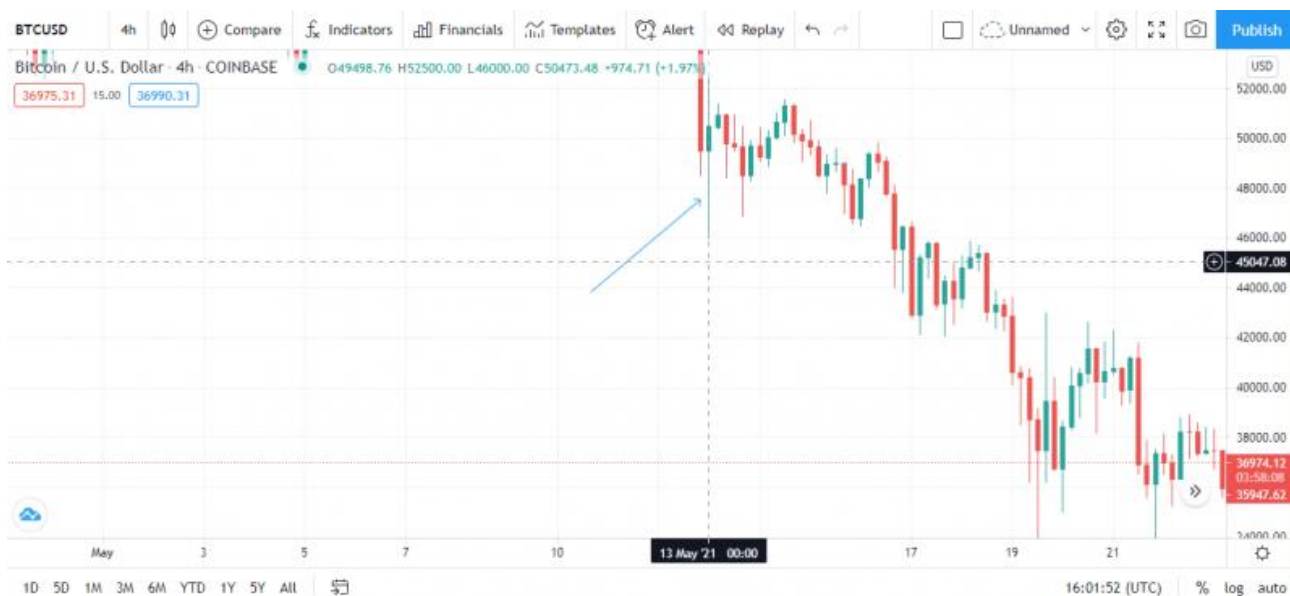 BTCUSD 4h Compare Indicators Financials Templates Alert Replay Unnamed Publish
Bitcoin / U.S. Dollar · 4h · COINBASE O49498.76 H52500.00 L46000.00 C50473.48 +974.71 (+1.97%)
USD
36975.31 15.00 36990.31
52000.00
50000.00
48000.00
46000.00
45047.08
44000.00
42000.00
40000.00
38000.00
36974.12
03:58:08
35947.62
34000.00
May 3 5 7 10 13 May '21 00:00 17 19 21
1D 5D 1M 3M 6M YTD 1Y 5Y All 16:01:52 (UTC) % log auto